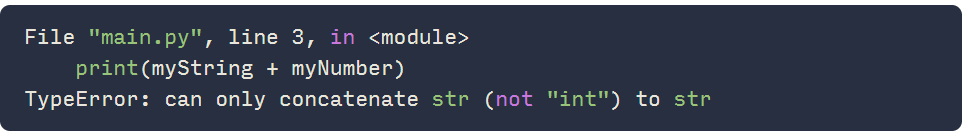 File "main.py", line 3, in <module>
    print(myString + myNumber)
TypeError: can only concatenate str (not "int") to str